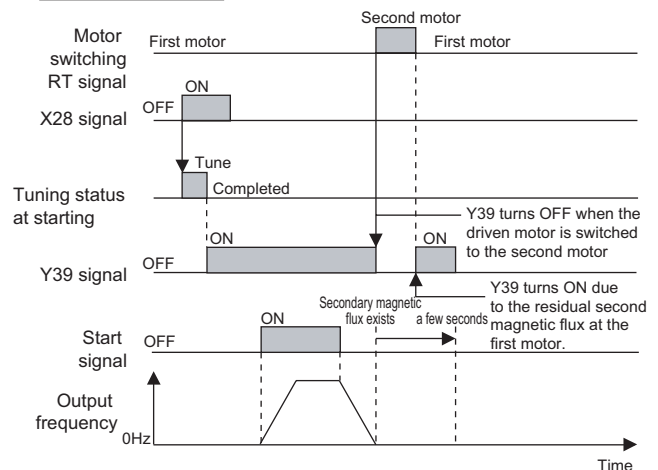 Second motor
Motor
switching
RT signal
First motor
First motor
ON
X28 signal
OFF
Tune
Tuning status
at starting
Completed
Y39 turns OFF when the
driven motor is switched
to the second motor
ON
ON
Y39 signal
OFF
Y39 turns ON due
to the residual second
magnetic flux at the
first motor.
Secondary magnetic
flux exists
a few seconds
ON
Start
signal
OFF
Output
frequency
0Hz
Time